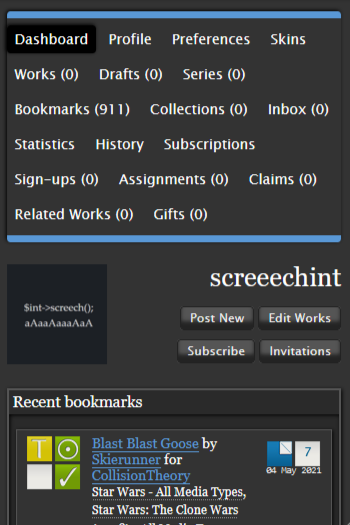 Dashboard Profile Preferences Skins
Works (0) Drafts (0) Series (0)
Bookmarks (911) Collections (0) Inbox (0)
Statistics History Subscriptions
Sign-ups (0) Assignments (0) Claims (0)
Related Works (0) Gifts (0)
$int->screech();
aAaaAaaaAaA
screeechint
Post New Edit Works
Subscribe Invitations
Recent bookmarks
T
Blast Blast Goose by
Skierunner for
CollisionTheory
7
04 May 2021
Star Wars - All Media Types,
Star Wars: The Clone Wars